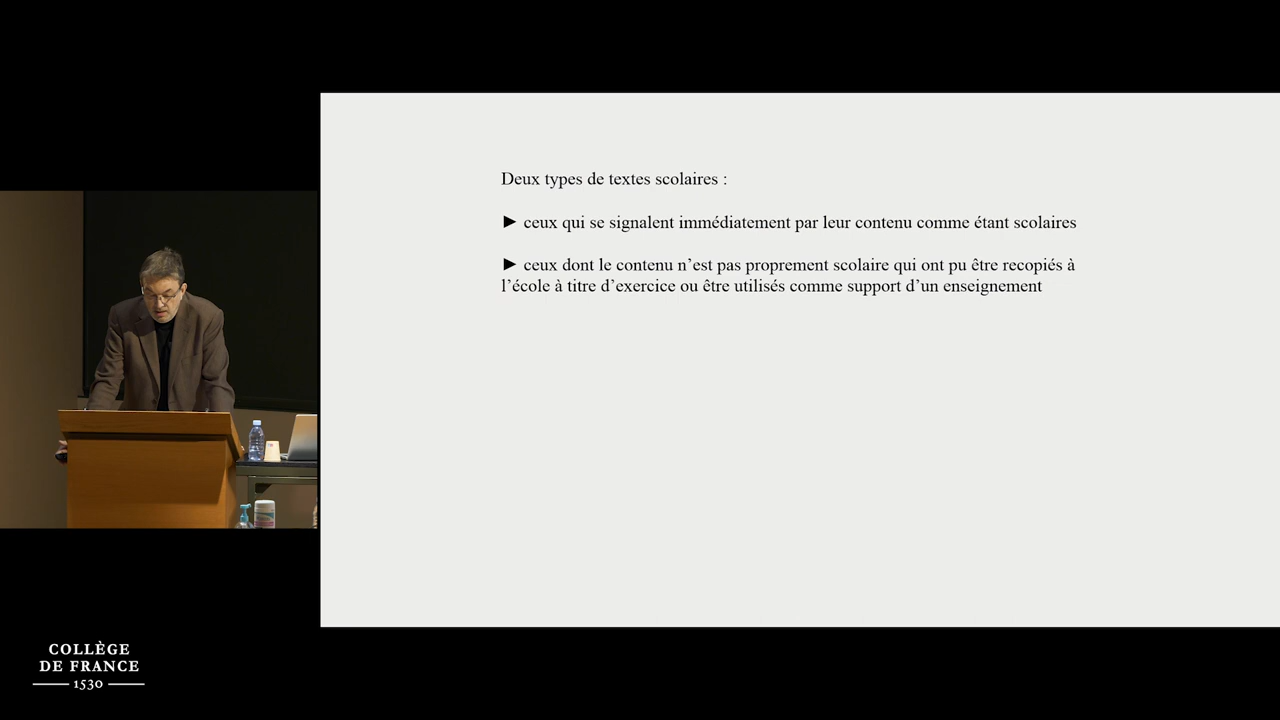 Deux types de textes scolaires :
► ceux qui se signalent immédiatement par leur contenu comme étant scolaires
► ceux dont le contenu n’est pas proprement scolaire qui ont pu être recopiés à
l’école à titre d’exercice ou être utilisés comme support d’un enseignement
COLLÈGE
DE FRANCE
1530